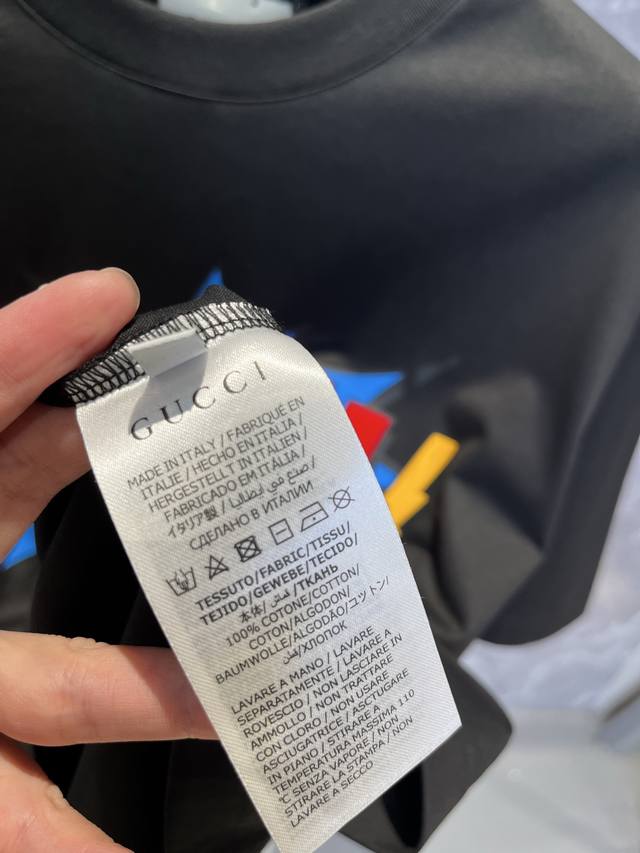 GUCCI
MADE IN ITALY / FABRIQUÉ EN
ITALIE / HECHO EN ITALIA /
HERGESTELLT IN ITALIEN /
FABRICADO EM ITÁLIA /
イタリア製 / صنع في إيطاليا /
СДЕЛАНО В ИТАЛИИ
TESSUTO/FABRIC/TISSU/
TEJIDO/GEWEBE/TECIDO/
本体/قماش/ТКАНЬ
100% COTONE/COTTON/
COTON/ALGODON/
BAUMWOLLE/ALGODÃO/コットン/
قطن/ХЛОПОК
LAVARE A MANO / LAVARE
SEPARATAMENTE / LAVARE A
ROVESCIO / NON LASCIARE IN
AMMOLLO / NON TRATTARE
CON CLORO / NON USARE
ASCIUGATRICE / ASCIUGARE
IN PIANO / STIRARE A
TEMPERATURA MASSIMA 110
°C SENZA VAPORE / NON
STIRARE LA STAMPA / NON
LAVARE A SECCO